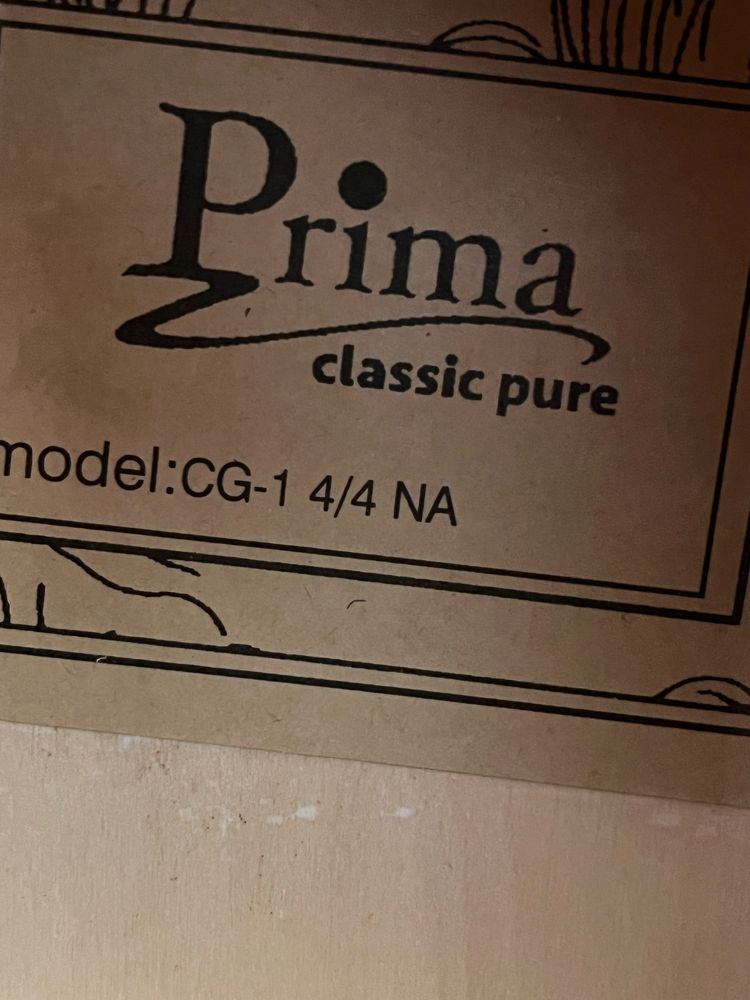 Prima
classic pure
model:CG-1 4/4 NA